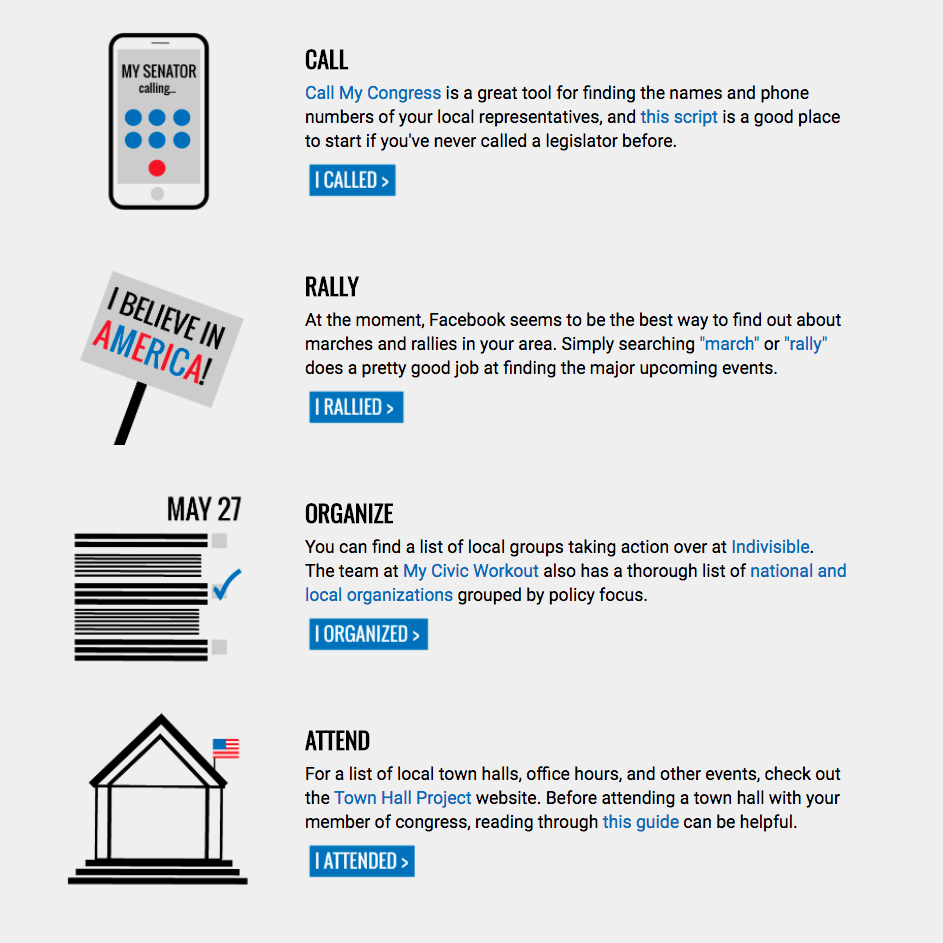 MY SENATOR
calling...
CALL
Call My Congress is a great tool for finding the names and phone
numbers of your local representatives, and this script is a good place
to start if you've never called a legislator before.
I CALLED >
I BELIEVE IN
AMERICA!
RALLY
At the moment, Facebook seems to be the best way to find out about
marches and rallies in your area. Simply searching "march" or "rally"
does a pretty good job at finding the major upcoming events.
I RALLIED >
MAY 27
ORGANIZE
You can find a list of local groups taking action over at Indivisible.
The team at My Civic Workout also has a thorough list of national and
local organizations grouped by policy focus.
I ORGANIZED >
ATTEND
For a list of local town halls, office hours, and other events, check out
the Town Hall Project website. Before attending a town hall with your
member of congress, reading through this guide can be helpful.
I ATTENDED >